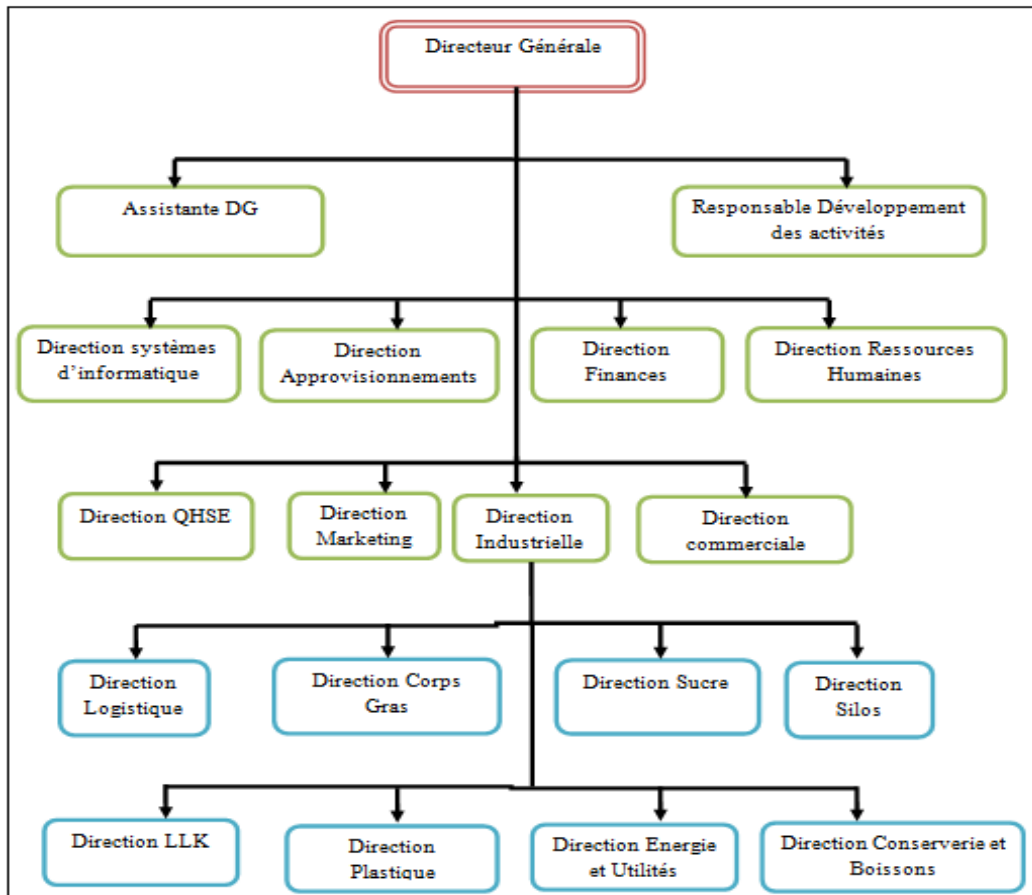 Directeur Générale
Assistante DG
Responsable Développement
des activités
Direction systèmes
d'informatique
Direction
Approvisionnements
Direction
Finances
Direction Ressources
Humaines
Direction QHSE
Direction
Marketing
Direction
Industrielle
Direction
commerciale
Direction
Logistique
Direction Corps
Gras
Direction Sucre
Direction
Silos
Direction LLK
Direction
Plastique
Direction Energie
et Utilités
Direction Conserverie et
Boissons